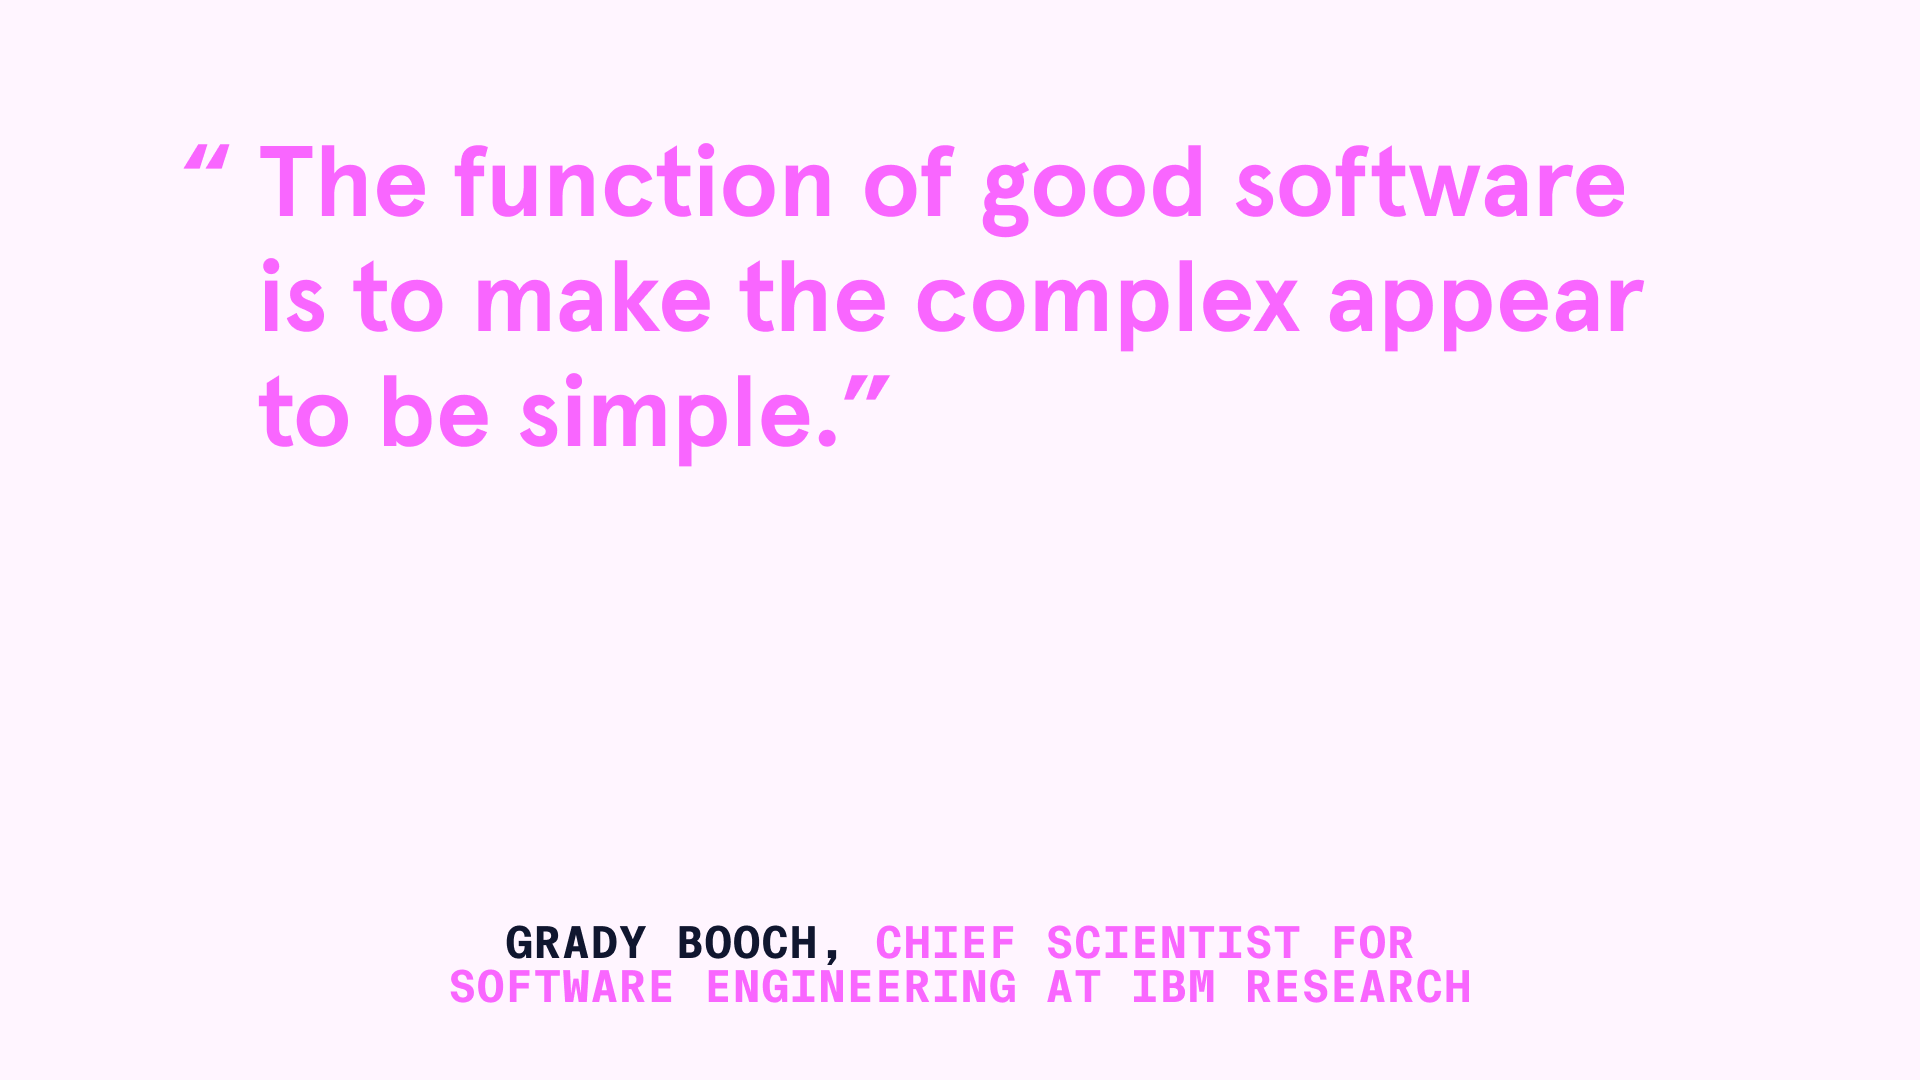 “ The function of good software
is to make the complex appear
to be simple.”
GRADY BOOCH, CHIEF SCIENTIST FOR
SOFTWARE ENGINEERING AT IBM RESEARCH